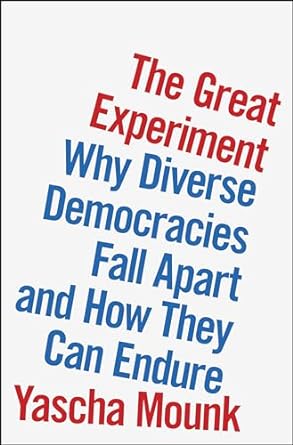 The Great
Experiment
Why Diverse
Democracies
Fall Apart
and How They
Can Endure
Yascha Mounk